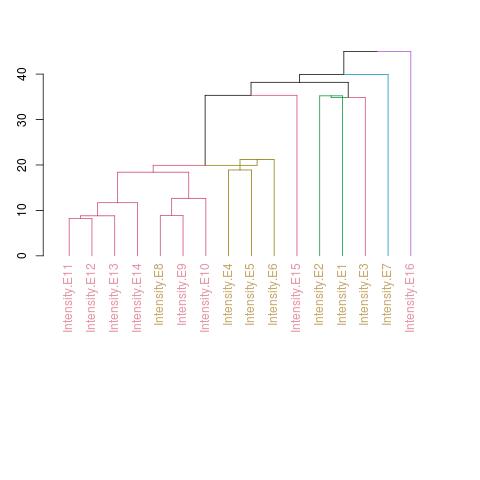 40
30
20
10
0
Intensity.E11
Intensity.E12
Intensity.E13
Intensity.E14
Intensity.E8
Intensity.E9
Intensity.E10
Intensity.E4
Intensity.E5
Intensity.E6
Intensity.E15
Intensity.E2
Intensity.E1
Intensity.E3
Intensity.E7
Intensity.E16